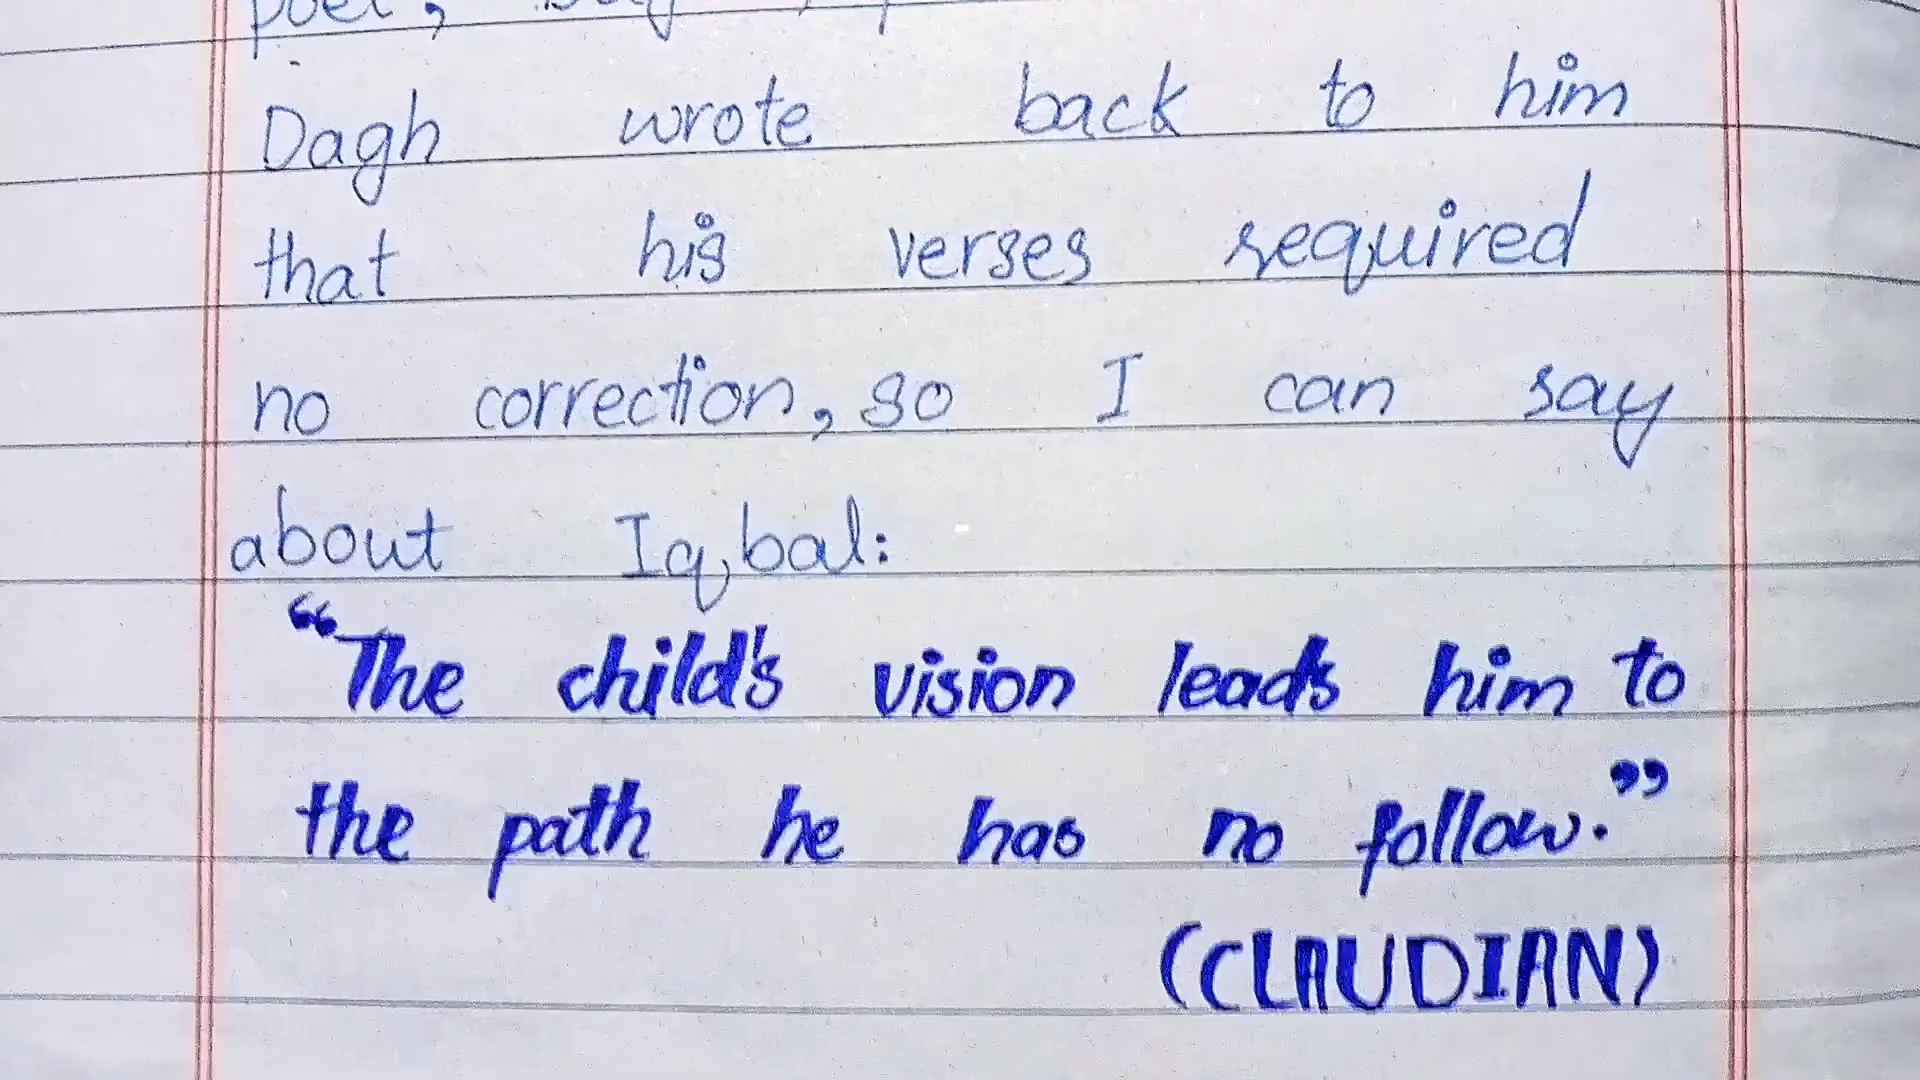 poet,
Dagh wrote back to him
that his verses required
no correction, so I can say
about Iqbal:
“The child's vision leads him to
the path he has no follow.”
(CLAUDIAN)